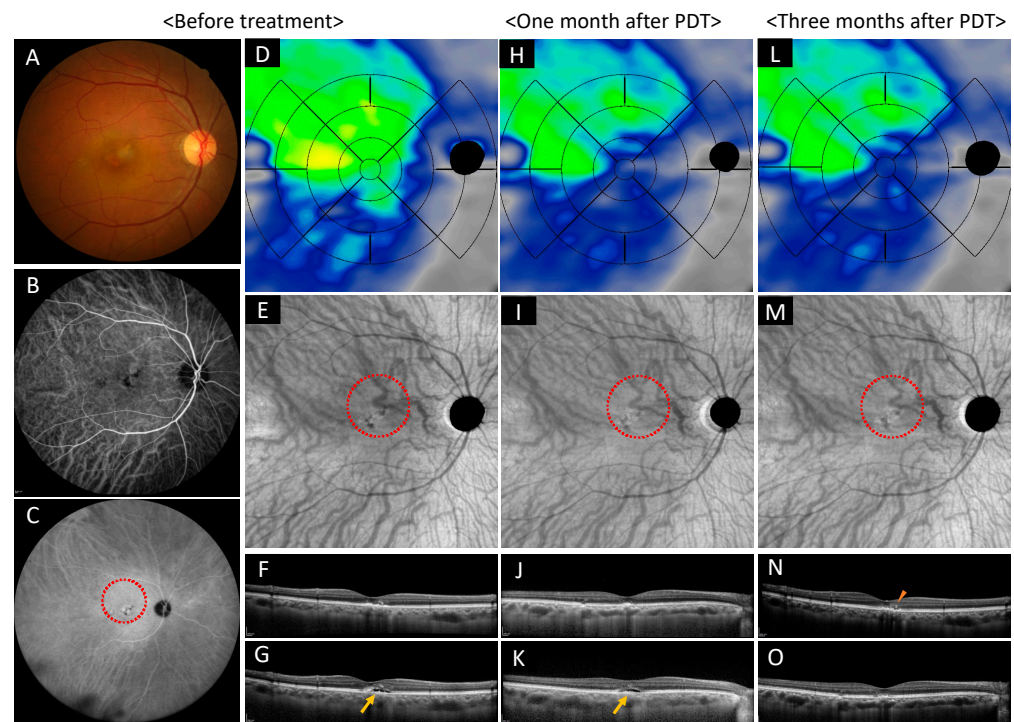 <Before treatment>
<One month after PDT>
<Three months after PDT>
A
D
H
L
B
E
I
M
C
F
J
N
G
K
O